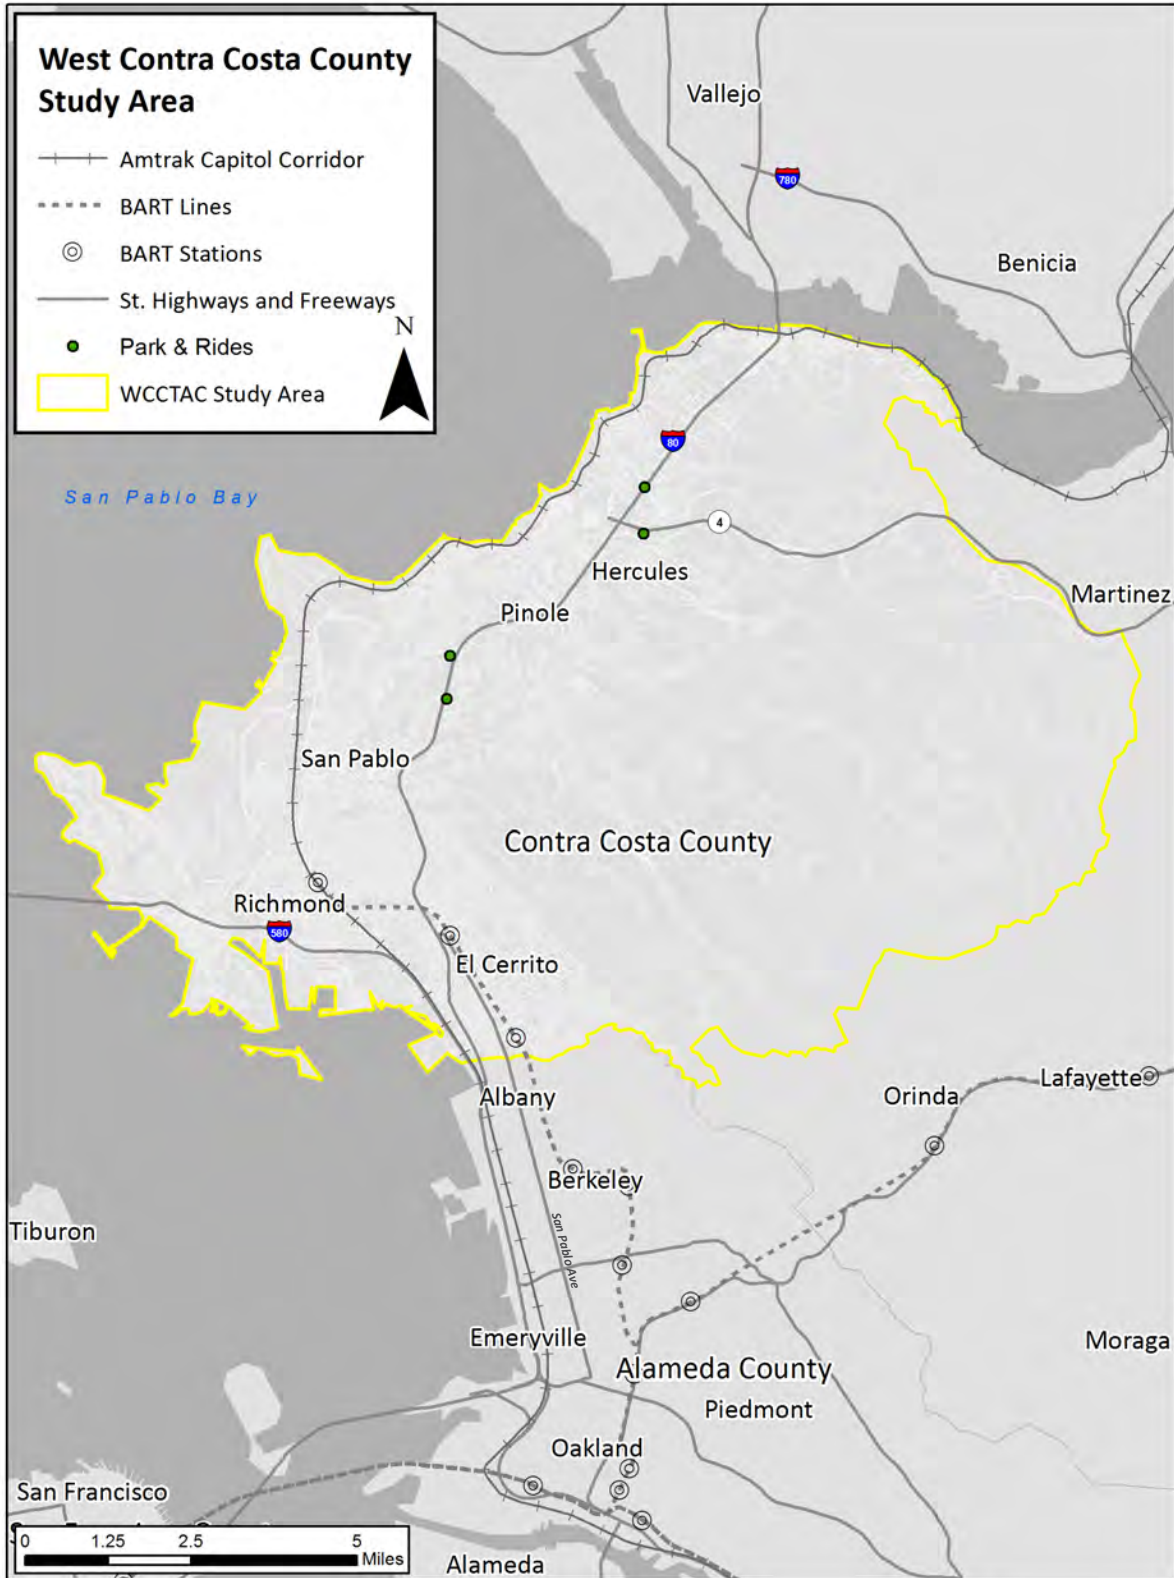 West Contra Costa County
Study Area
Amtrak Capitol Corridor
BART Lines
BART Stations
St. Highways and Freeways
Park & Rides
WCCTAC Study Area
N
Vallejo
780
Benicia
80
San Pablo Bay
4
Hercules
Martinez
Pinole
San Pablo
Contra Costa County
Richmond
580
El Cerrito
Lafayette
Orinda
Albany
Berkeley
San Pablo Ave
Tiburon
Emeryville
Moraga
Alameda County
Piedmont
Oakland
San Francisco
0 1.25 2.5 5
Miles
Alameda